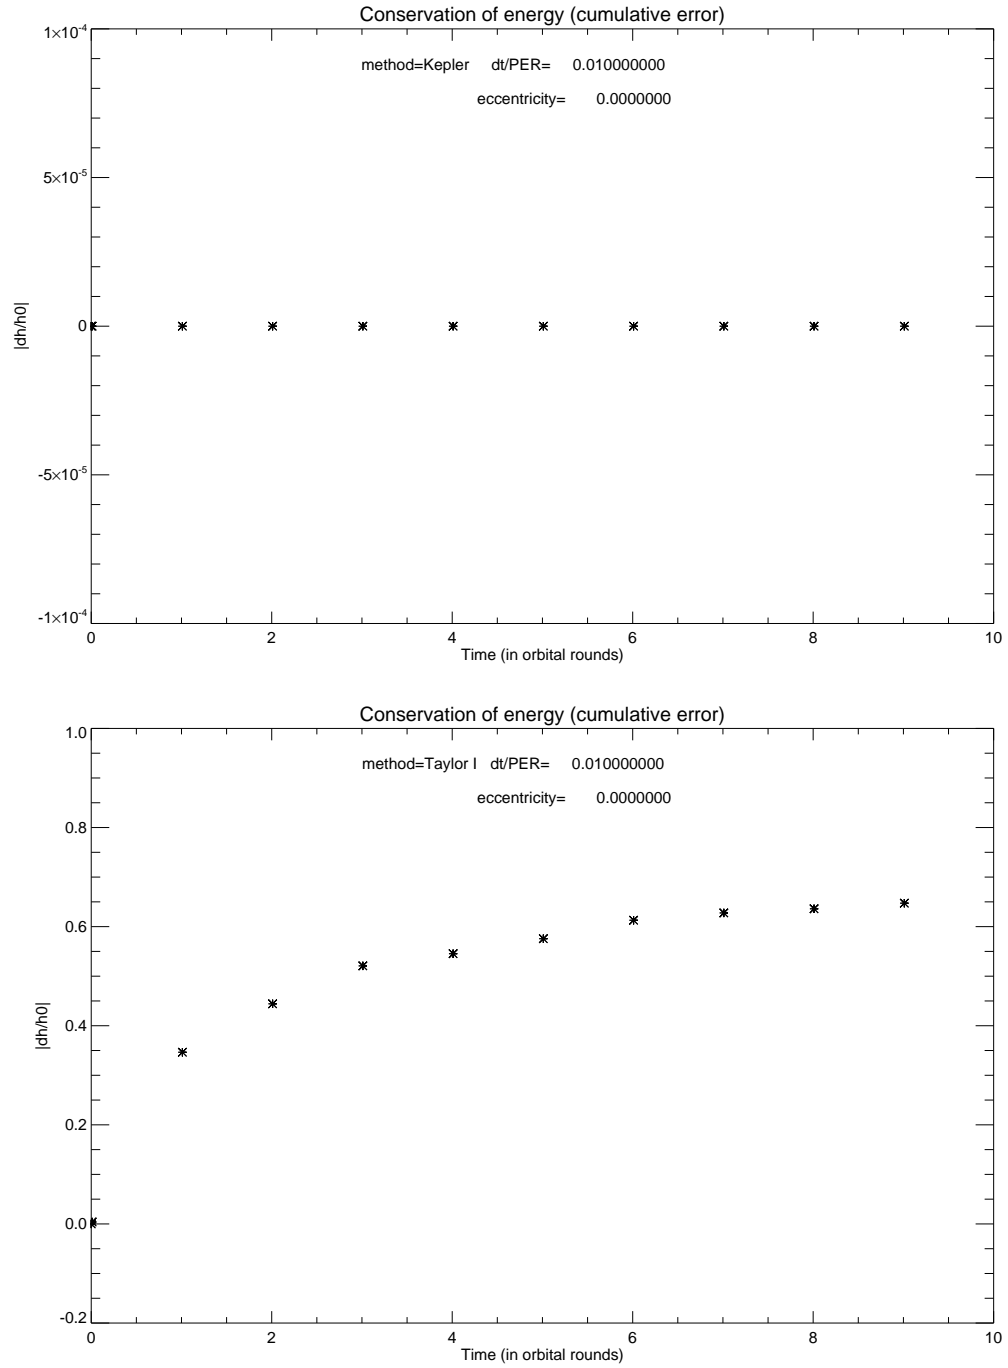 Conservation of energy (cumulative error)
1×10⁻⁴
method=Kepler dt/PER= 0.010000000
eccentricity= 0.0000000
5×10⁻⁵
|dh/h0|
0
-5×10⁻⁵
-1×10⁻⁴
0 2 4 6 8 10
Time (in orbital rounds)
Conservation of energy (cumulative error)
1.0
method=Taylor I dt/PER= 0.010000000
eccentricity= 0.0000000
0.8
0.6
|dh/h0|
0.4
0.2
0.0
-0.2
0 2 4 6 8 10
Time (in orbital rounds)